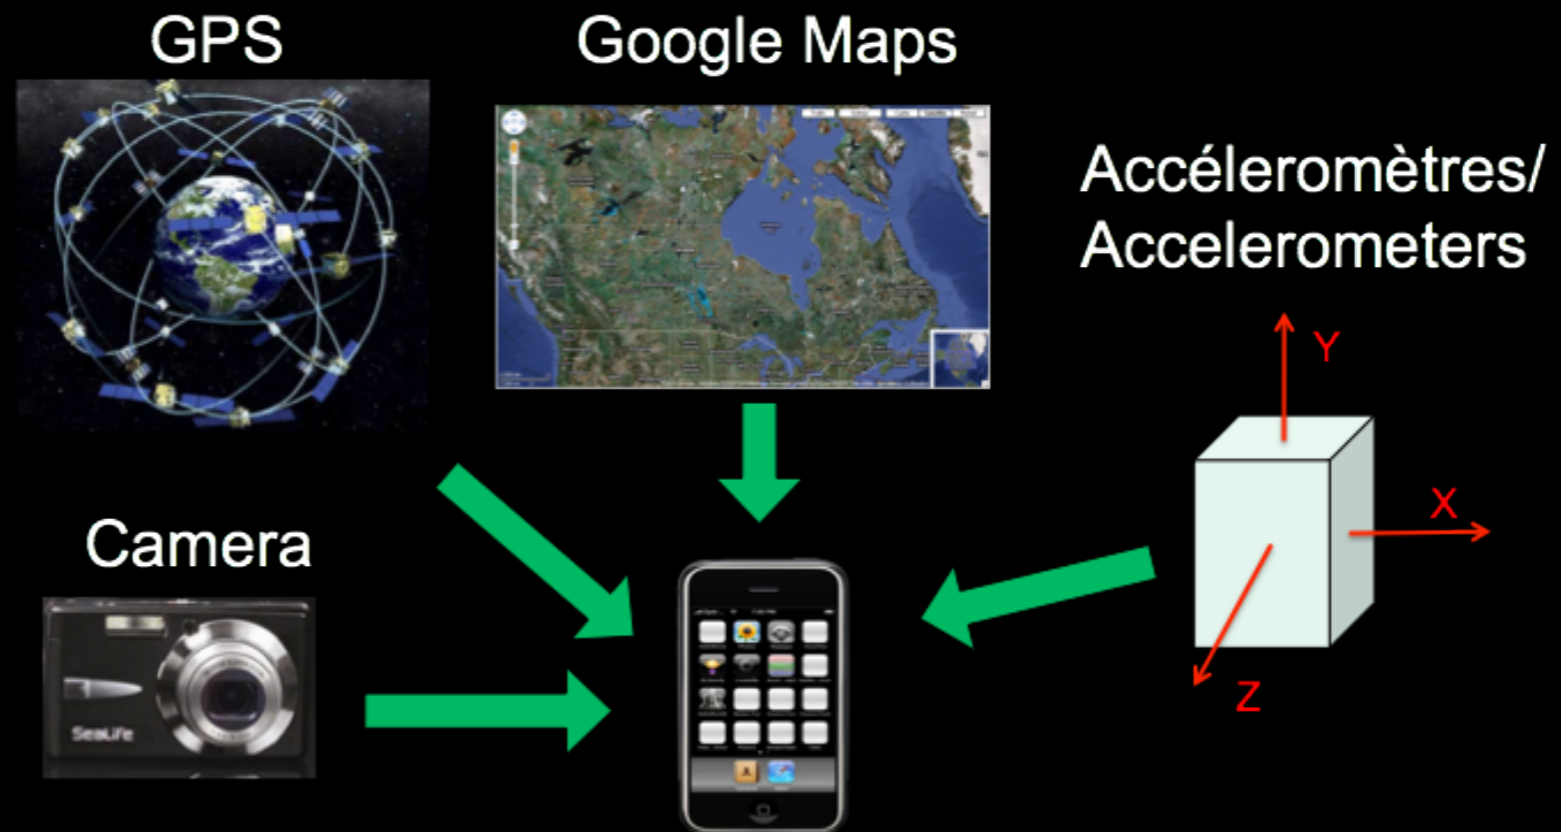 GPS
Google Maps
Accéleromètres/
Accelerometers
Y
X
Z
Camera
SeaLife